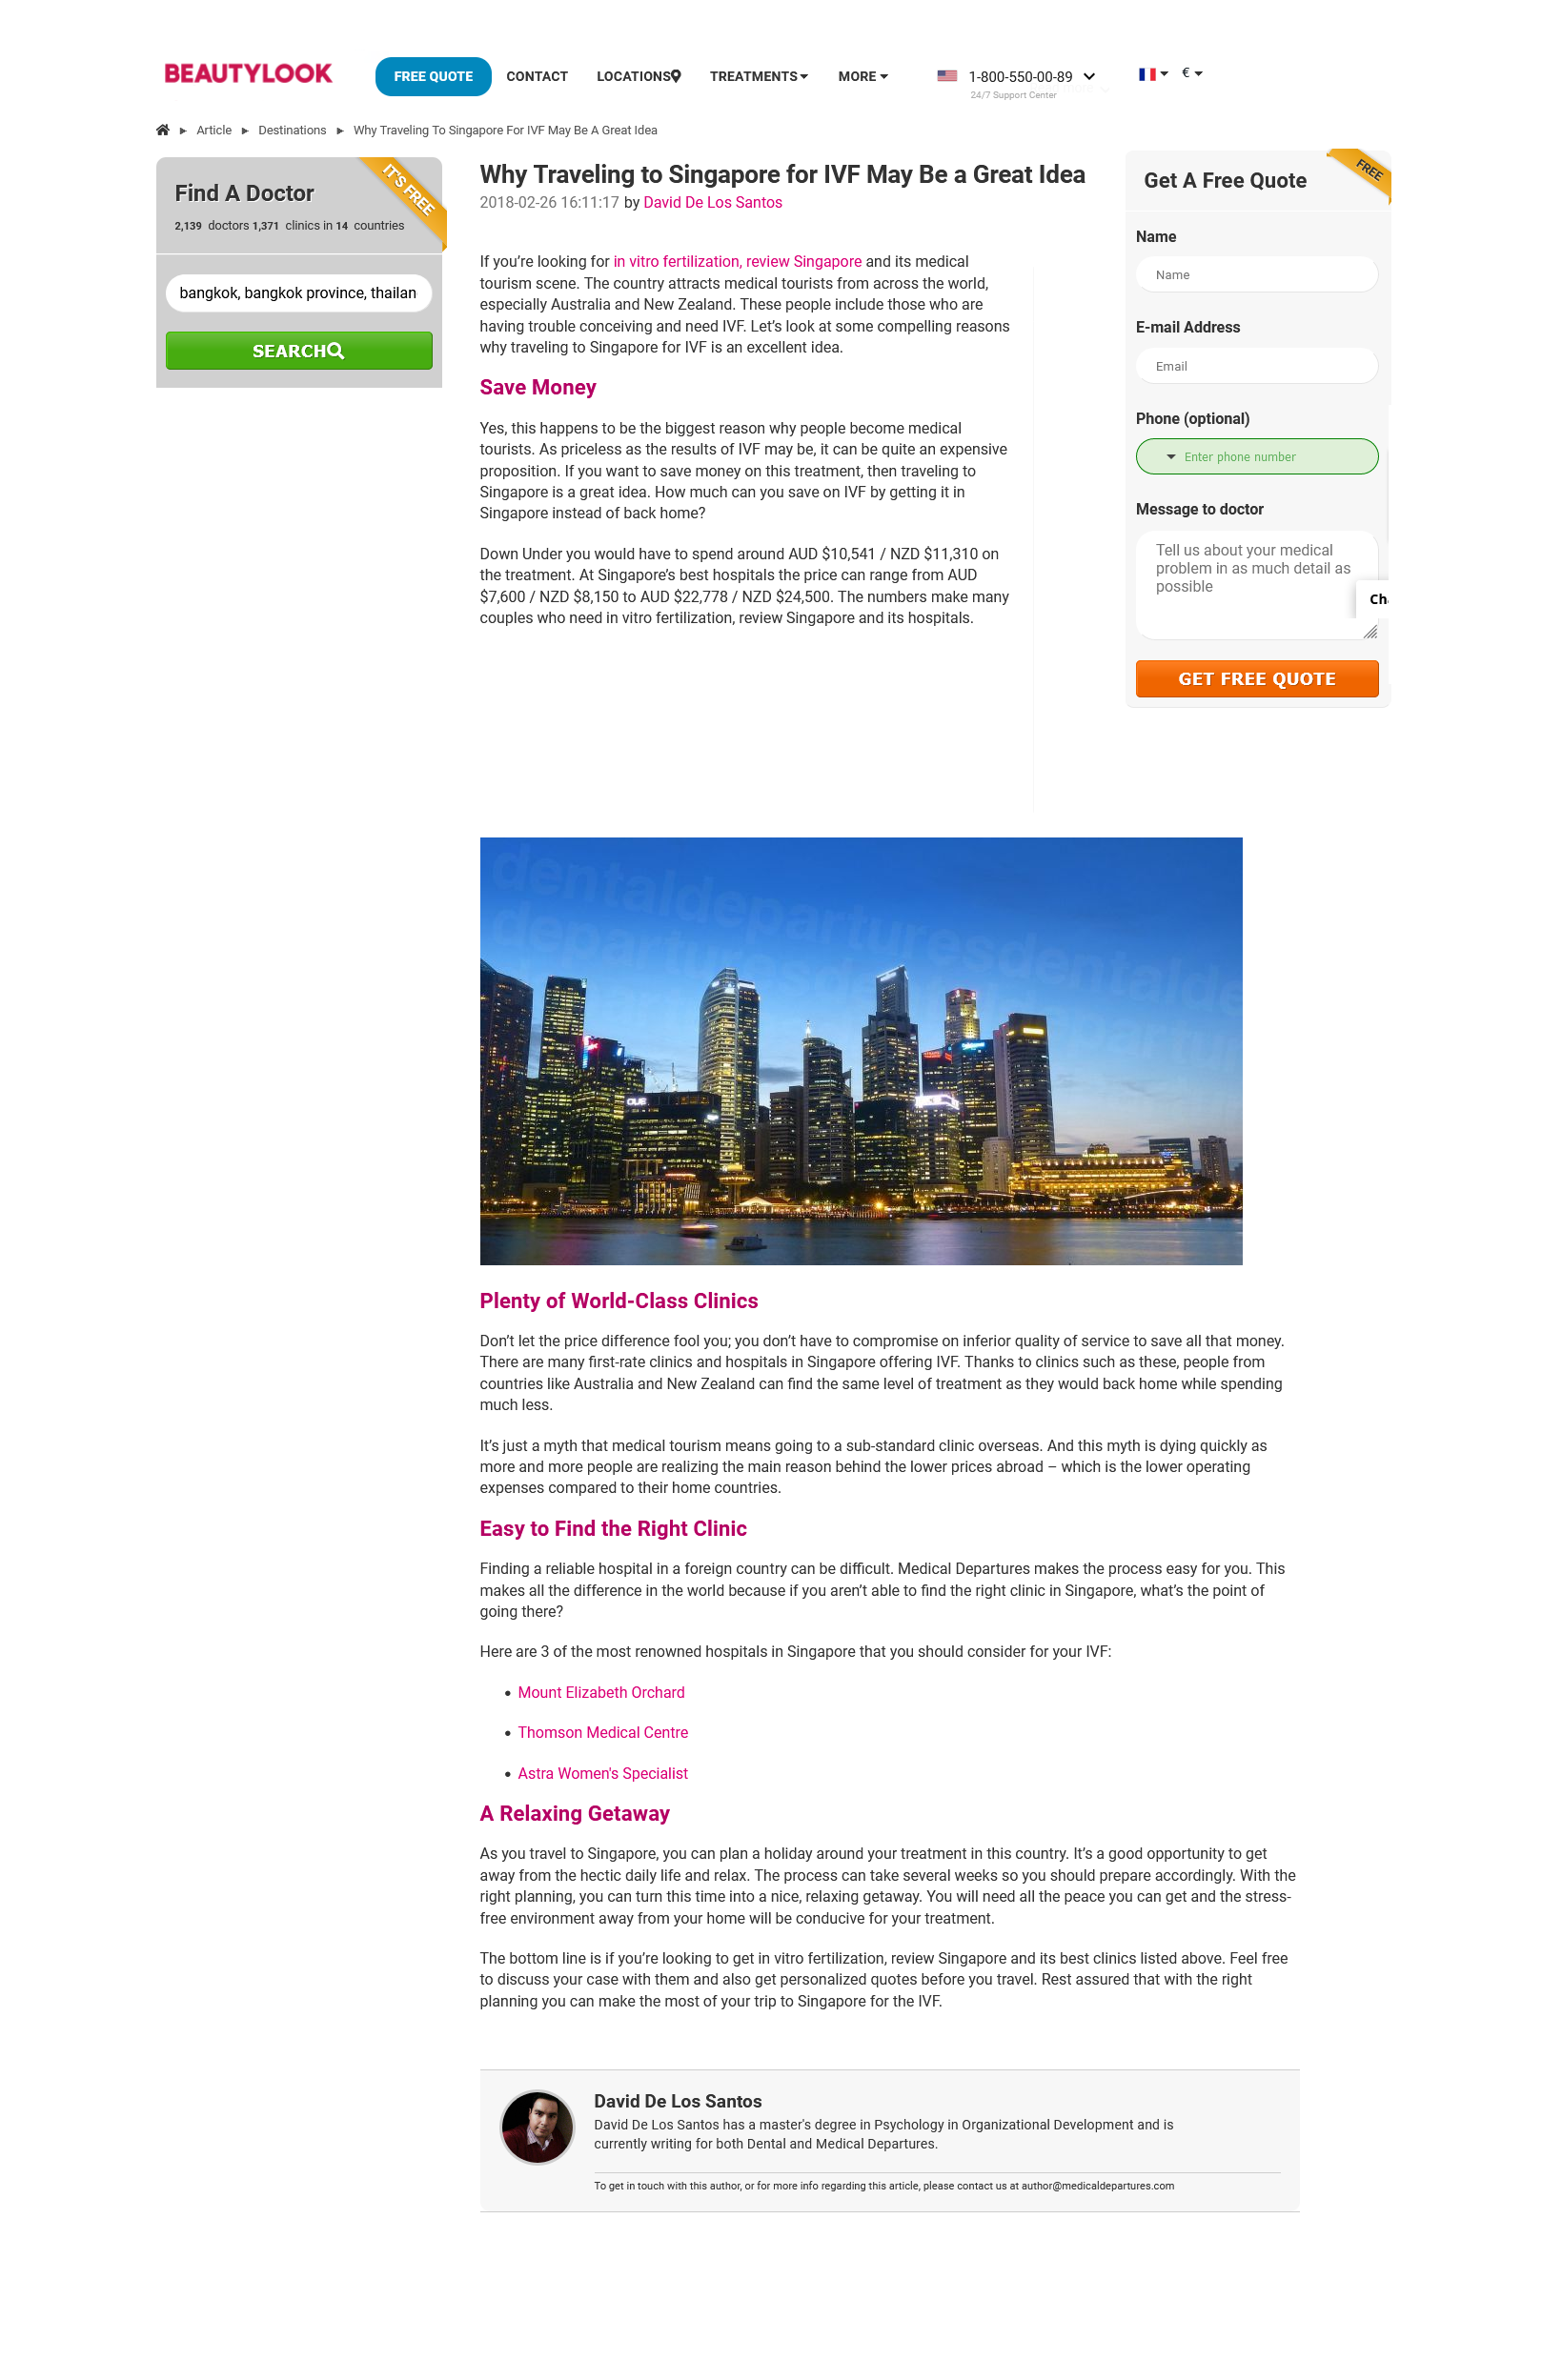 BEAUTYLOOK
FREE QUOTE
CONTACT
LOCATIONS
TREATMENTS
MORE
1-800-550-00-89
24/7 Support Center
€
Article ► Destinations ► Why Traveling To Singapore For IVF May Be A Great Idea
Find A Doctor
IT'S FREE
2,139 doctors 1,371 clinics in 14 countries
bangkok, bangkok province, thailan
SEARCH
Why Traveling to Singapore for IVF May Be a Great Idea
2018-02-26 16:11:17 by David De Los Santos
If you’re looking for in vitro fertilization, review Singapore and its medical
tourism scene. The country attracts medical tourists from across the world,
especially Australia and New Zealand. These people include those who are
having trouble conceiving and need IVF. Let’s look at some compelling reasons
why traveling to Singapore for IVF is an excellent idea.
Save Money
Yes, this happens to be the biggest reason why people become medical
tourists. As priceless as the results of IVF may be, it can be quite an expensive
proposition. If you want to save money on this treatment, then traveling to
Singapore is a great idea. How much can you save on IVF by getting it in
Singapore instead of back home?
Down Under you would have to spend around AUD $10,541 / NZD $11,310 on
the treatment. At Singapore’s best hospitals the price can range from AUD
$7,600 / NZD $8,150 to AUD $22,778 / NZD $24,500. The numbers make many
couples who need in vitro fertilization, review Singapore and its hospitals.
Get A Free Quote
FREE
Name
Name
E-mail Address
Email
Phone (optional)
Enter phone number
Message to doctor
Tell us about your medical
problem in as much detail as
possible
Cha
GET FREE QUOTE
dentaldeparturesdentalde
departures
OUE
Plenty of World-Class Clinics
Don’t let the price difference fool you; you don’t have to compromise on inferior quality of service to save all that money.
There are many first-rate clinics and hospitals in Singapore offering IVF. Thanks to clinics such as these, people from
countries like Australia and New Zealand can find the same level of treatment as they would back home while spending
much less.
It’s just a myth that medical tourism means going to a sub-standard clinic overseas. And this myth is dying quickly as
more and more people are realizing the main reason behind the lower prices abroad – which is the lower operating
expenses compared to their home countries.
Easy to Find the Right Clinic
Finding a reliable hospital in a foreign country can be difficult. Medical Departures makes the process easy for you. This
makes all the difference in the world because if you aren’t able to find the right clinic in Singapore, what’s the point of
going there?
Here are 3 of the most renowned hospitals in Singapore that you should consider for your IVF:
• Mount Elizabeth Orchard
• Thomson Medical Centre
• Astra Women's Specialist
A Relaxing Getaway
As you travel to Singapore, you can plan a holiday around your treatment in this country. It’s a good opportunity to get
away from the hectic daily life and relax. The process can take several weeks so you should prepare accordingly. With the
right planning, you can turn this time into a nice, relaxing getaway. You will need all the peace you can get and the stress-
free environment away from your home will be conducive for your treatment.
The bottom line is if you’re looking to get in vitro fertilization, review Singapore and its best clinics listed above. Feel free
to discuss your case with them and also get personalized quotes before you travel. Rest assured that with the right
planning you can make the most of your trip to Singapore for the IVF.
David De Los Santos
David De Los Santos has a master's degree in Psychology in Organizational Development and is
currently writing for both Dental and Medical Departures.
To get in touch with this author, or for more info regarding this article, please contact us at author@medicaldepartures.com